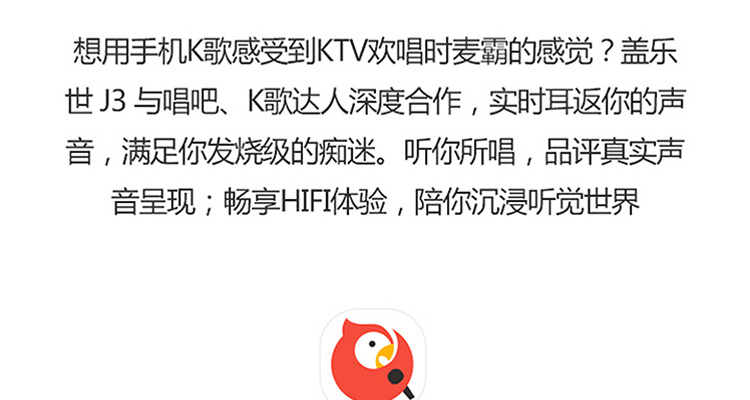 想用手机K歌感受到KTV欢唱时麦霸的感觉？盖乐
世 J3 与唱吧、K歌达人深度合作，实时耳返你的声
音，满足你发烧级的痴迷。听你所唱，品评真实声
音呈现；畅享HIFI体验，陪你沉浸听觉世界